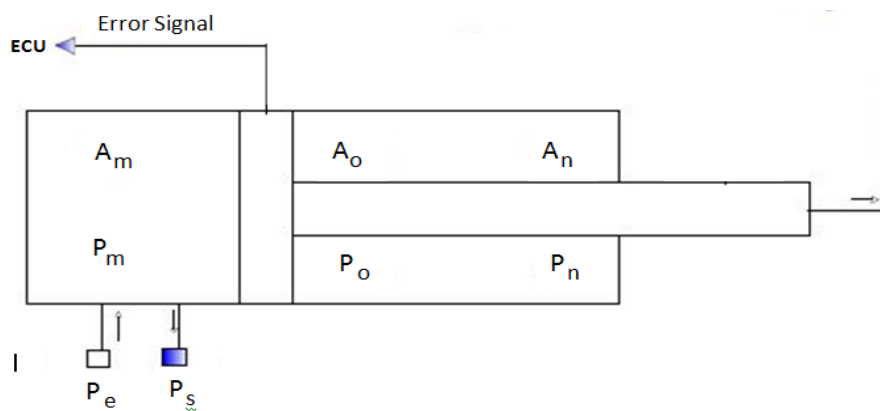 Error Signal
ECU
Am Ao An
Pm Po Pn
l
Pe Ps